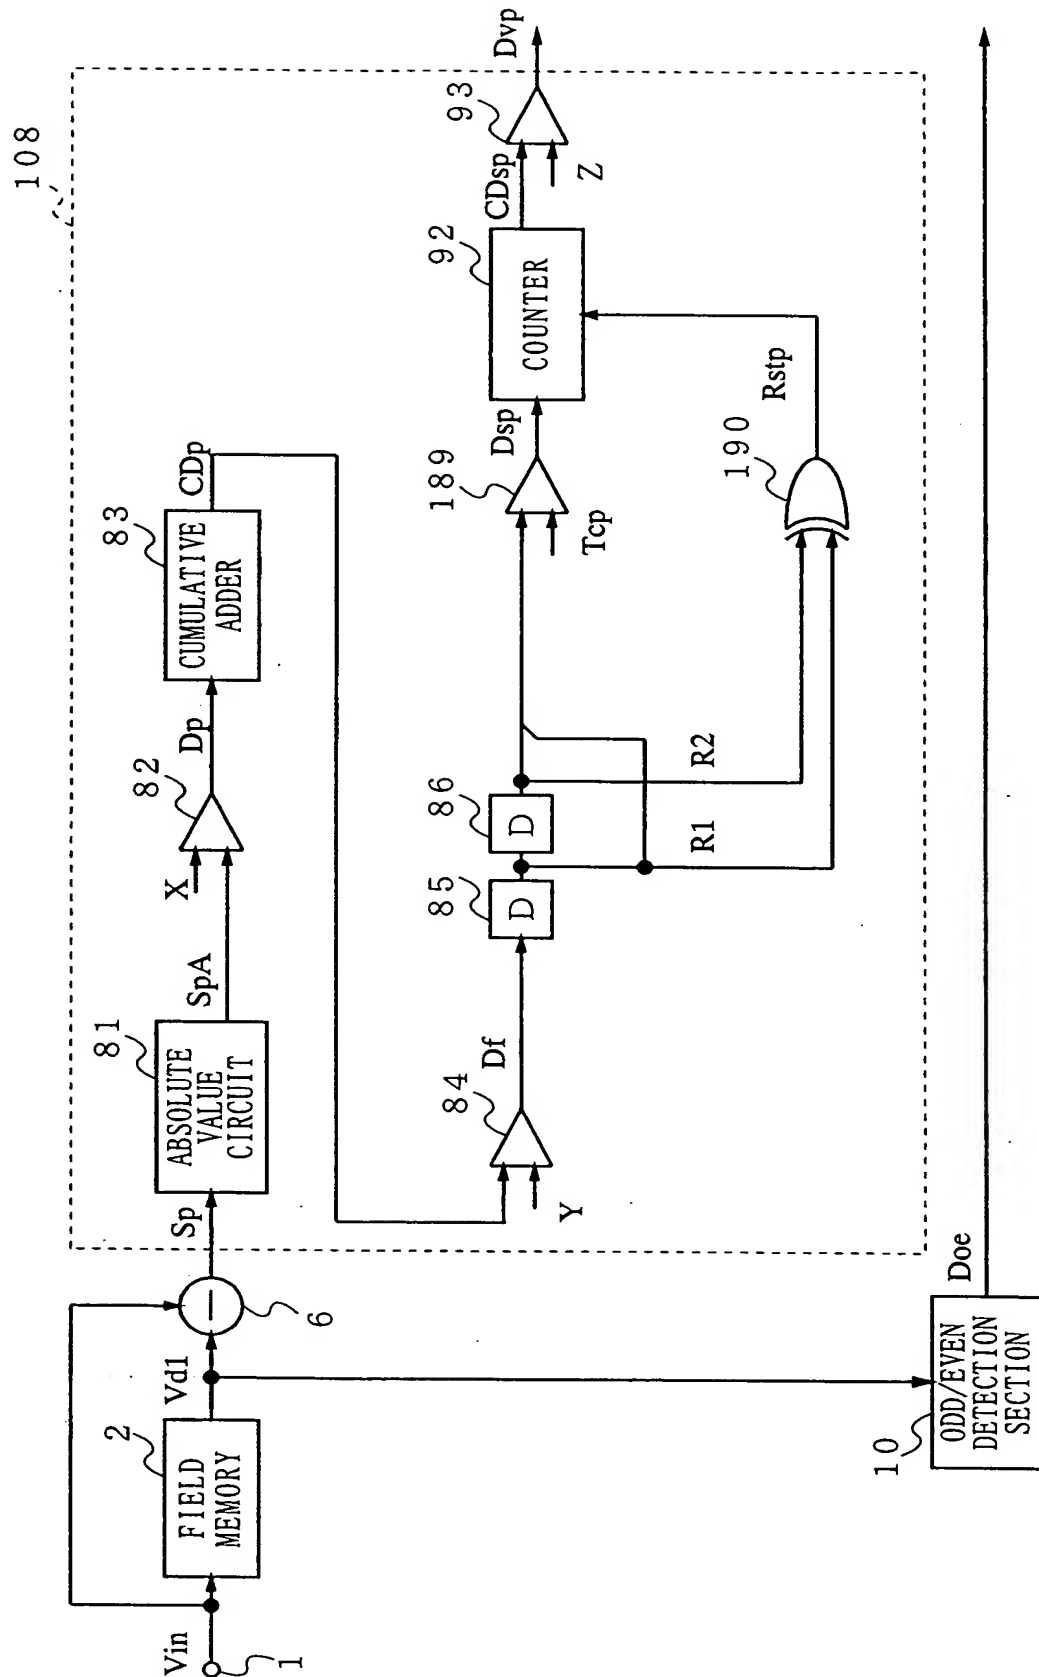 108
Vin
1
FIELD
MEMORY
2
Vd1
6
Sp
ABSOLUTE
VALUE
CIRCUIT
81
SpA
X
82
Dp
CUMULATIVE
ADDER
83
CDp
Y
84
Df
D
85
D
86
R1
R2
Tcp
189
Dsp
COUNTER
92
CDsp
Z
93
Dvp
190
Rstp
ODD/EVEN
DETECTION
SECTION
10
Doe